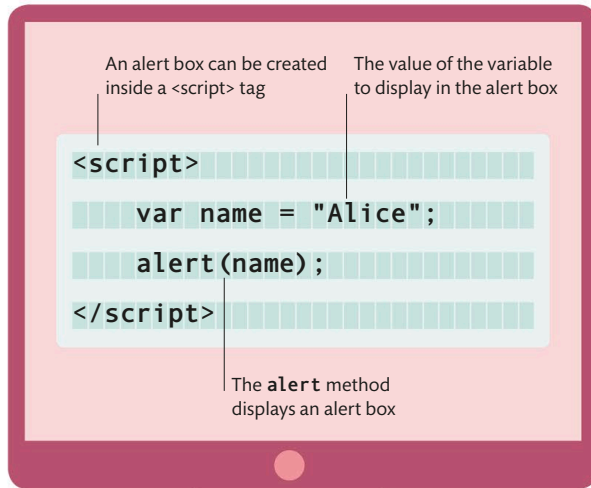 An alert box can be created
inside a <script> tag
The value of the variable
to display in the alert box
<script>
var name = "Alice";
alert(name);
</script>
The alert method
displays an alert box